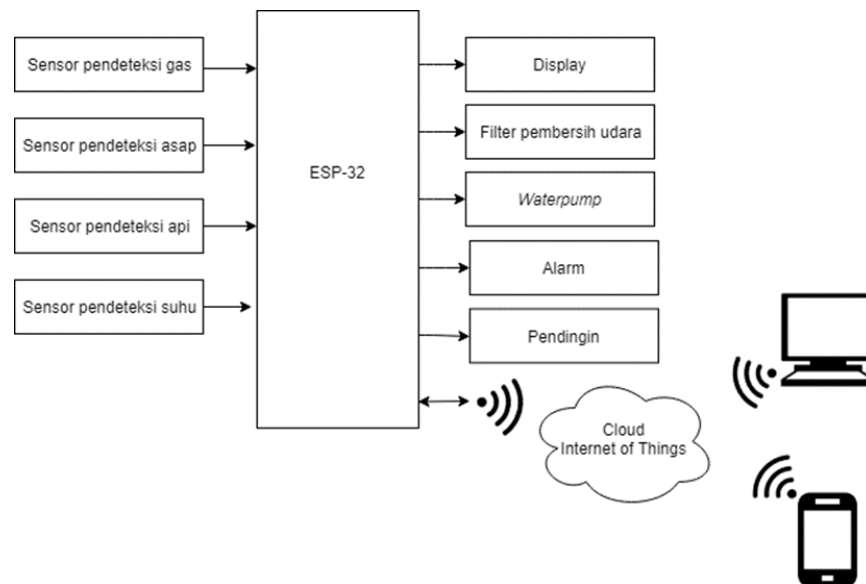 Sensor pendeteksi gas
Sensor pendeteksi asap
Sensor pendeteksi api
Sensor pendeteksi suhu
ESP-32
Display
Filter pembersih udara
Waterpump
Alarm
Pendingin
Cloud
Internet of Things